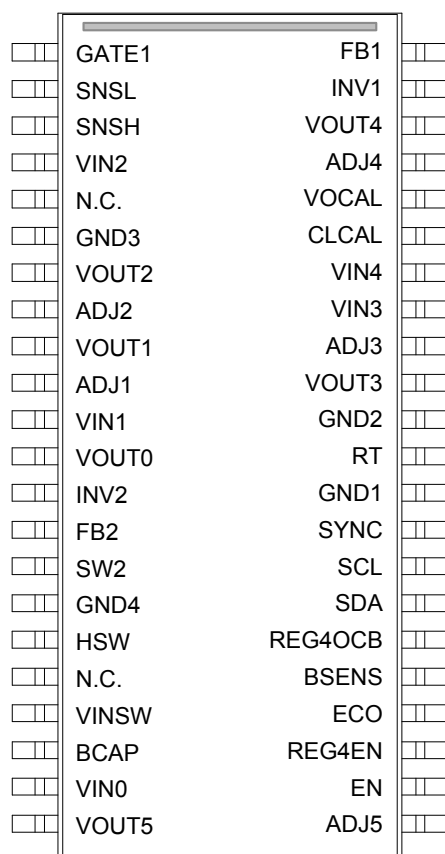 GATE1 FB1
SNSL INV1
SNSH VOUT4
VIN2 ADJ4
N.C. VOCAL
GND3 CLCAL
VOUT2 VIN4
ADJ2 VIN3
VOUT1 ADJ3
ADJ1 VOUT3
VIN1 GND2
VOUT0 RT
INV2 GND1
FB2 SYNC
SW2 SCL
GND4 SDA
HSW REG4OCB
N.C. BSENS
VINSW ECO
BCAP REG4EN
VIN0 EN
VOUT5 ADJ5